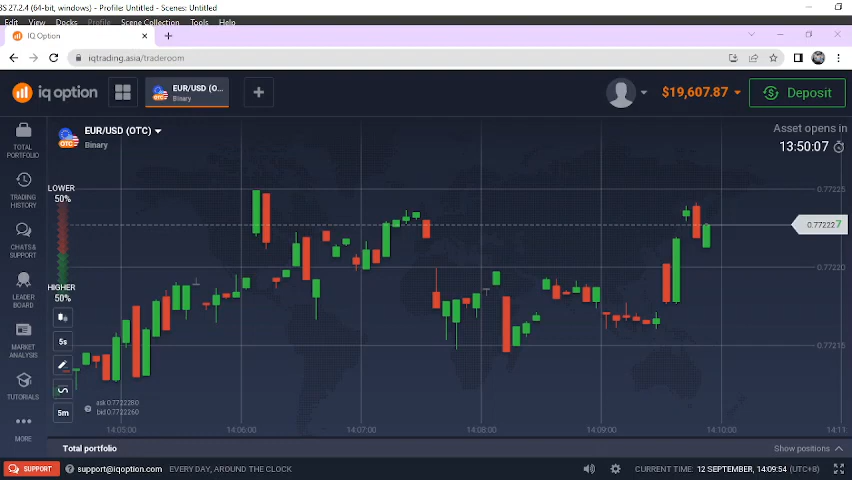 BS 27.2.4 (64-bit, windows) - Profile: Untitled - Scenes: Untitled
Edit View Docks Profile Scene Collection Tools Help
IQ Option
iqtrading.asia/traderoom
iq option
EUR/USD (O...
Binary
$19,607.87
Deposit
EUR/USD (OTC)
Binary
Asset opens in
13:50:07
TOTAL
PORTFOLIO
TRADING
HISTORY
CHATS &
SUPPORT
LEADER
BOARD
MARKET
ANALYSIS
TUTORIALS
MORE
LOWER
50%
HIGHER
50%
5s
5m
ask 0.7722280
bid 0.7722260
0.77225
0.772227
0.77220
0.77215
14:05:00
14:06:00
14:07:00
14:08:00
14:09:00
14:10:00
14:11
Total portfolio
Show positions
SUPPORT
support@iqoption.com
EVERY DAY, AROUND THE CLOCK
CURRENT TIME: 12 SEPTEMBER, 14:09:54 (UTC+8)